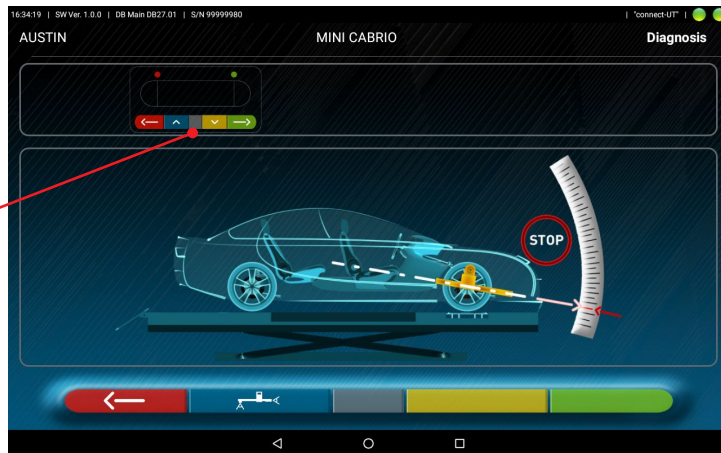 16:34:19 | SW Ver. 1.0.0 | DB Main DB27.01 | S/N 99999980 | "connect-UT" |
AUSTIN MINI CABRIO Diagnosis
STOP